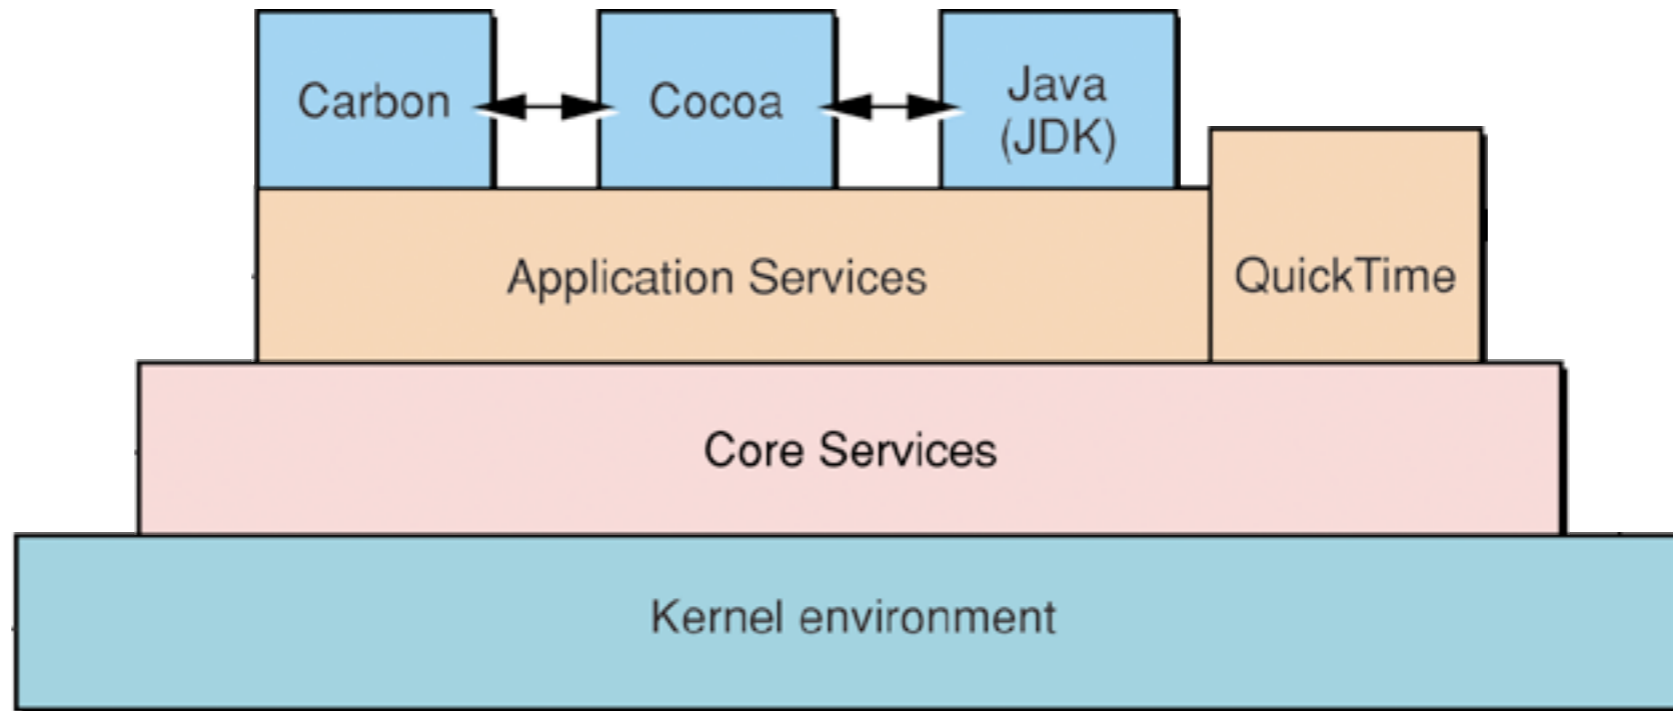 Carbon
Cocoa
Java
(JDK)
Application Services
QuickTime
Core Services
Kernel environment